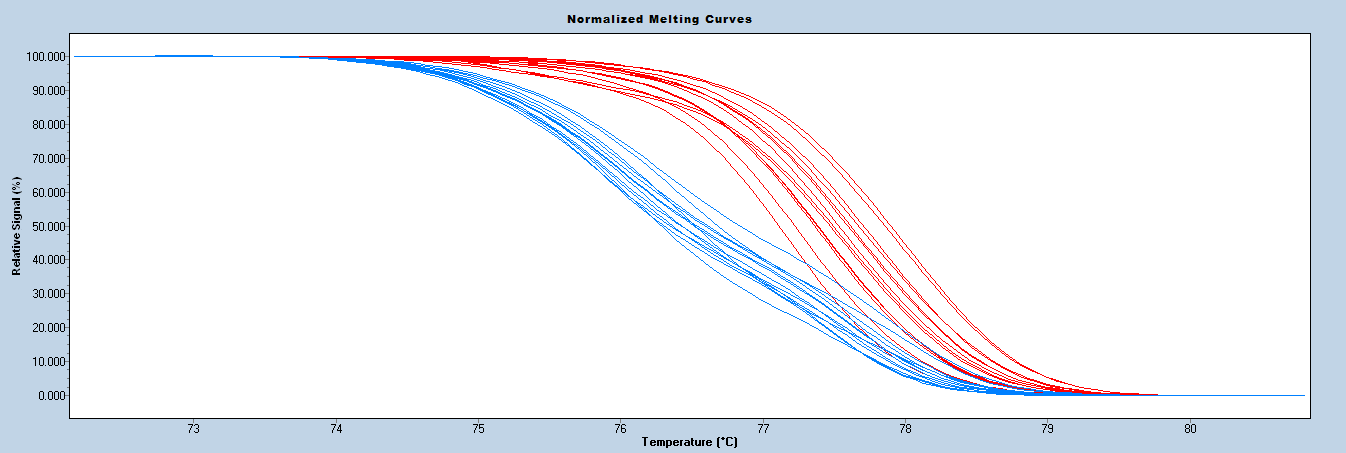 Normalized Melting Curves
Relative Signal (%)
100.000
90.000
80.000
70.000
60.000
50.000
40.000
30.000
20.000
10.000
0.000
73 74 75 76 77 78 79 80
Temperature (°C)